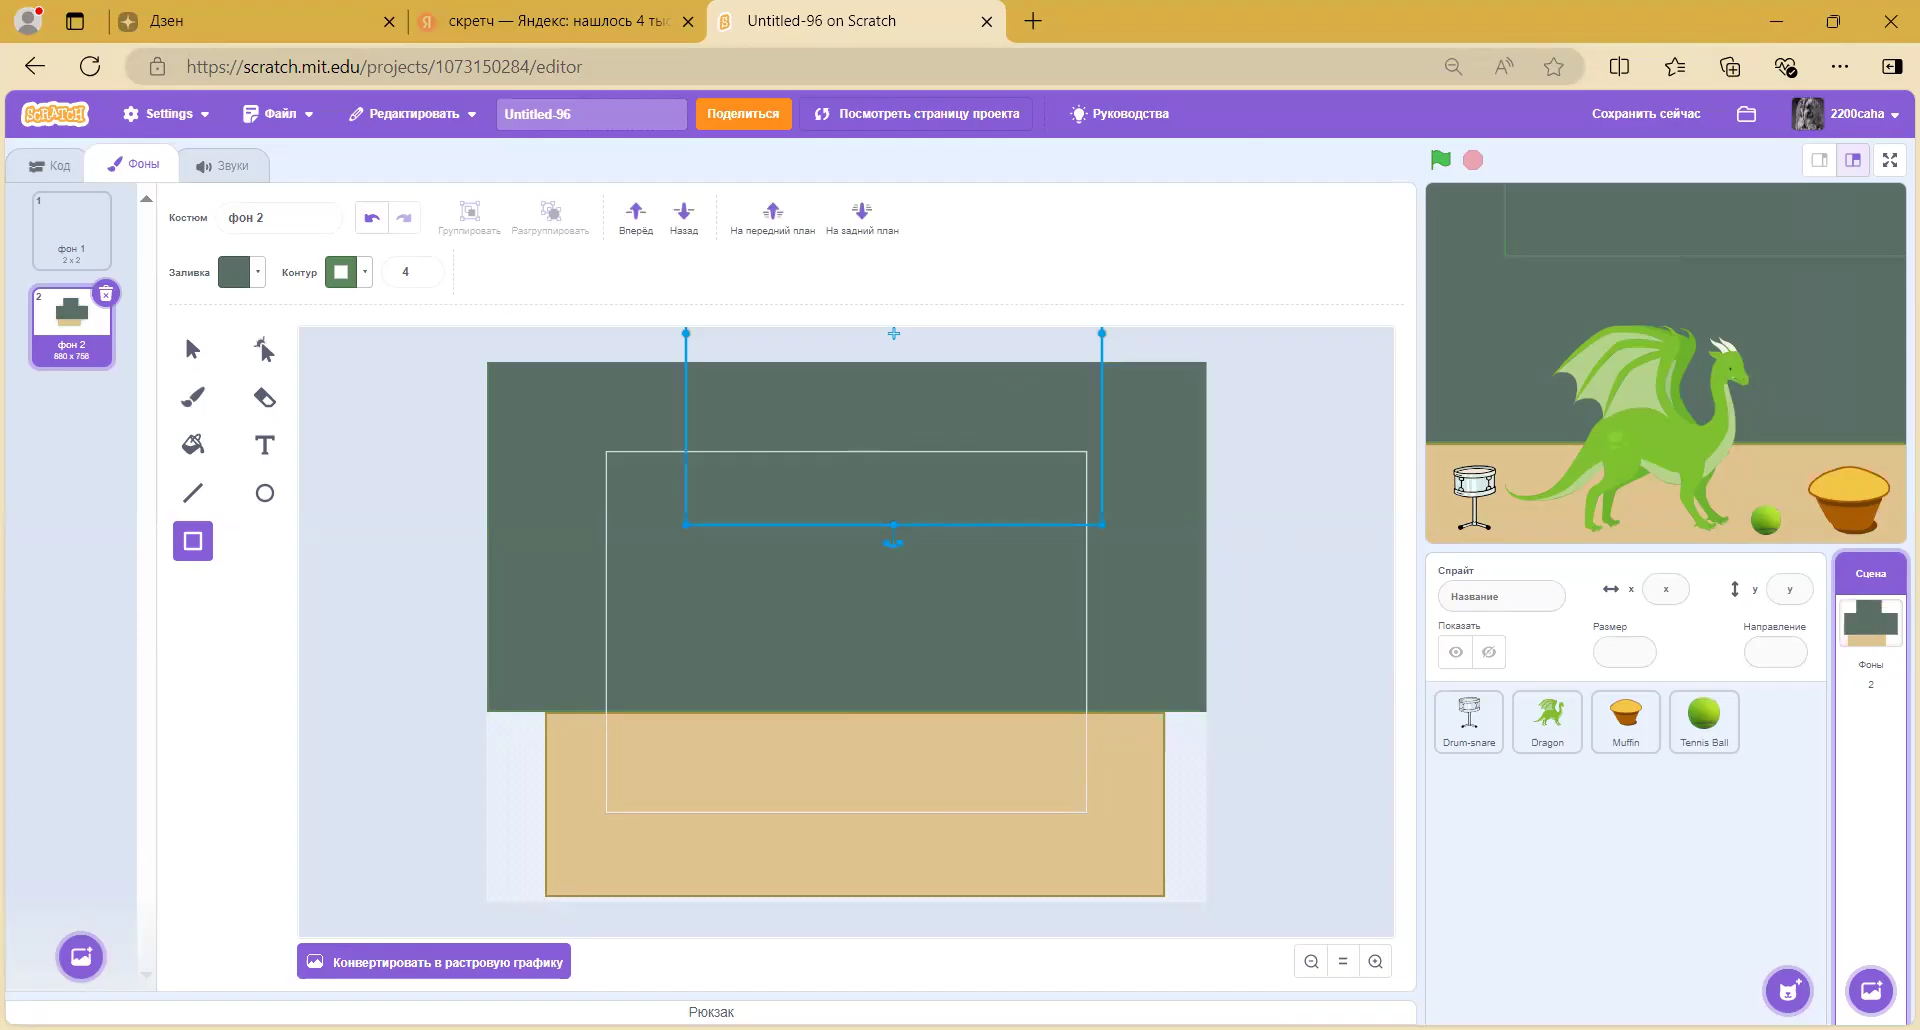 Дзен
скретч — Яндекс: нашлось 4 тыс
Untitled-96 on Scratch
https://scratch.mit.edu/projects/1073150284/editor
SCRATCH
Settings
Файл
Редактировать
Untitled-96
Поделиться
Посмотреть страницу проекта
Руководства
Сохранить сейчас
2200caha
Код
Фоны
Звуки
1
фон 1
2 x 2
2
фон 2
880 x 758
Костюм
фон 2
Группировать
Разгруппировать
Вперёд
Назад
На передний план
На задний план
Заливка
Контур
4
T
Конвертировать в растровую графику
Рюкзак
Спрайт
Название
x
x
y
y
Показать
Размер
Направление
Drum-snare
Dragon
Muffin
Tennis Ball
Сцена
Фоны
2